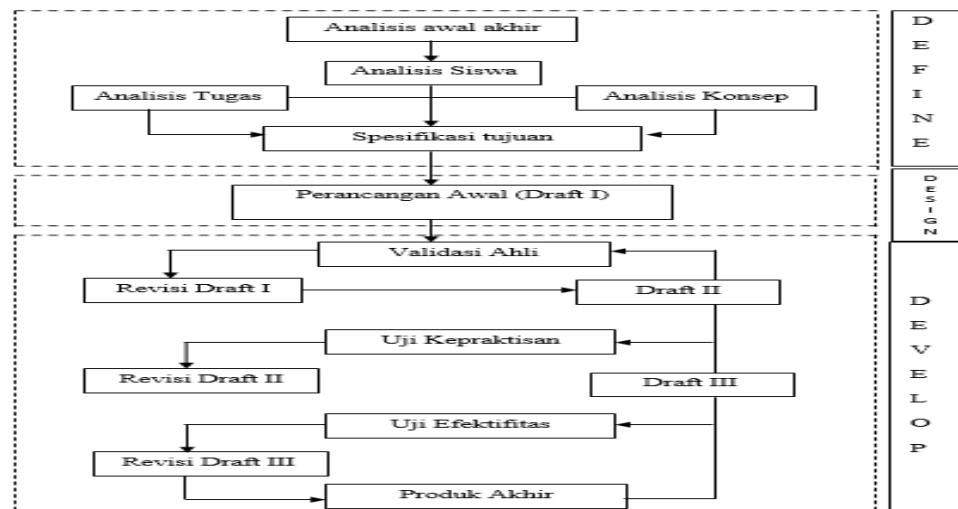 Analisis awal akhir
Analisis Siswa
Analisis Tugas
Analisis Konsep
Spesifikasi tujuan
DEFINE
Perancangan Awal (Draft I)
DESIGN
Validasi Ahli
Revisi Draft I
Draft II
Uji Kepraktisan
Revisi Draft II
Draft III
Uji Efektifitas
Revisi Draft III
Produk Akhir
DEVELOP